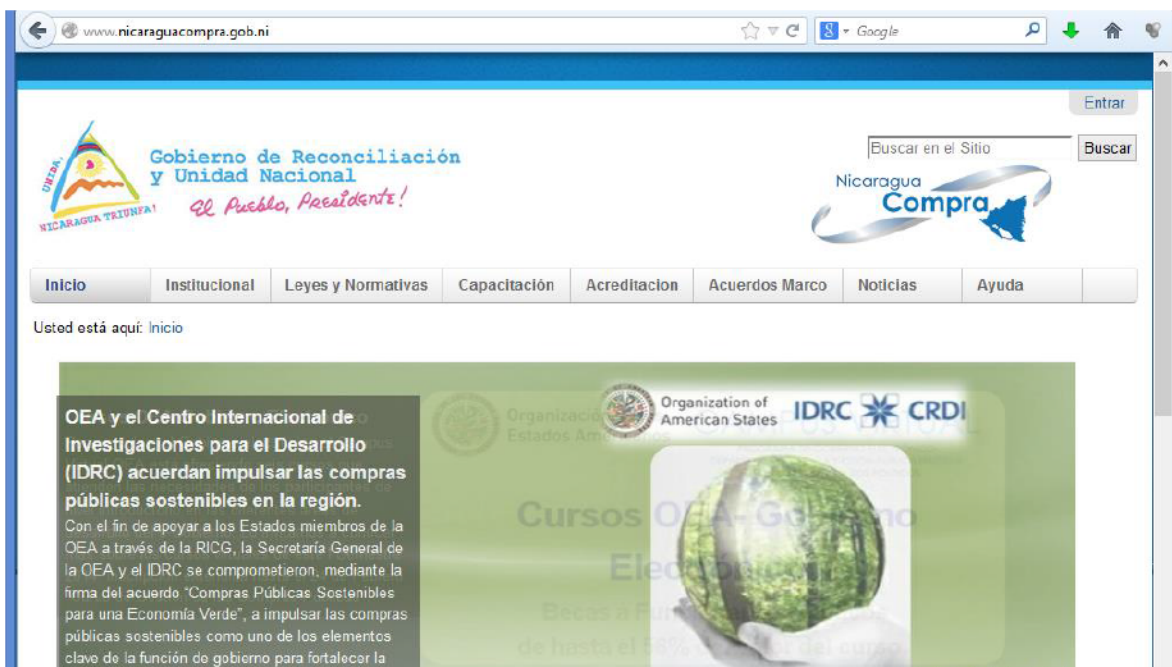 www.nicaraguacompra.gob.ni
Google
Entrar
Buscar en el Sitio
Buscar
UNIDA,
NICARAGUA TRIUNFA!
Gobierno de Reconciliación
y Unidad Nacional
El Pueblo, Presidente!
Nicaragua
Compra
Inicio
Institucional
Leyes y Normativas
Capacitación
Acreditacion
Acuerdos Marco
Noticias
Ayuda
Usted está aquí: Inicio
OEA y el Centro Internacional de
Investigaciones para el Desarrollo
(IDRC) acuerdan impulsar las compras
públicas sostenibles en la región.
Con el fin de apoyar a los Estados miembros de la
OEA a través de la RICG, la Secretaría General de
la OEA y el IDRC se comprometieron, mediante la
firma del acuerdo "Compras Públicas Sostenibles
para una Economía Verde", a impulsar las compras
públicas sostenibles como uno de los elementos
clave de la función de gobierno para fortalecer la
Organization of
American States
IDRC CRDI
Cursos OEA- Gobierno